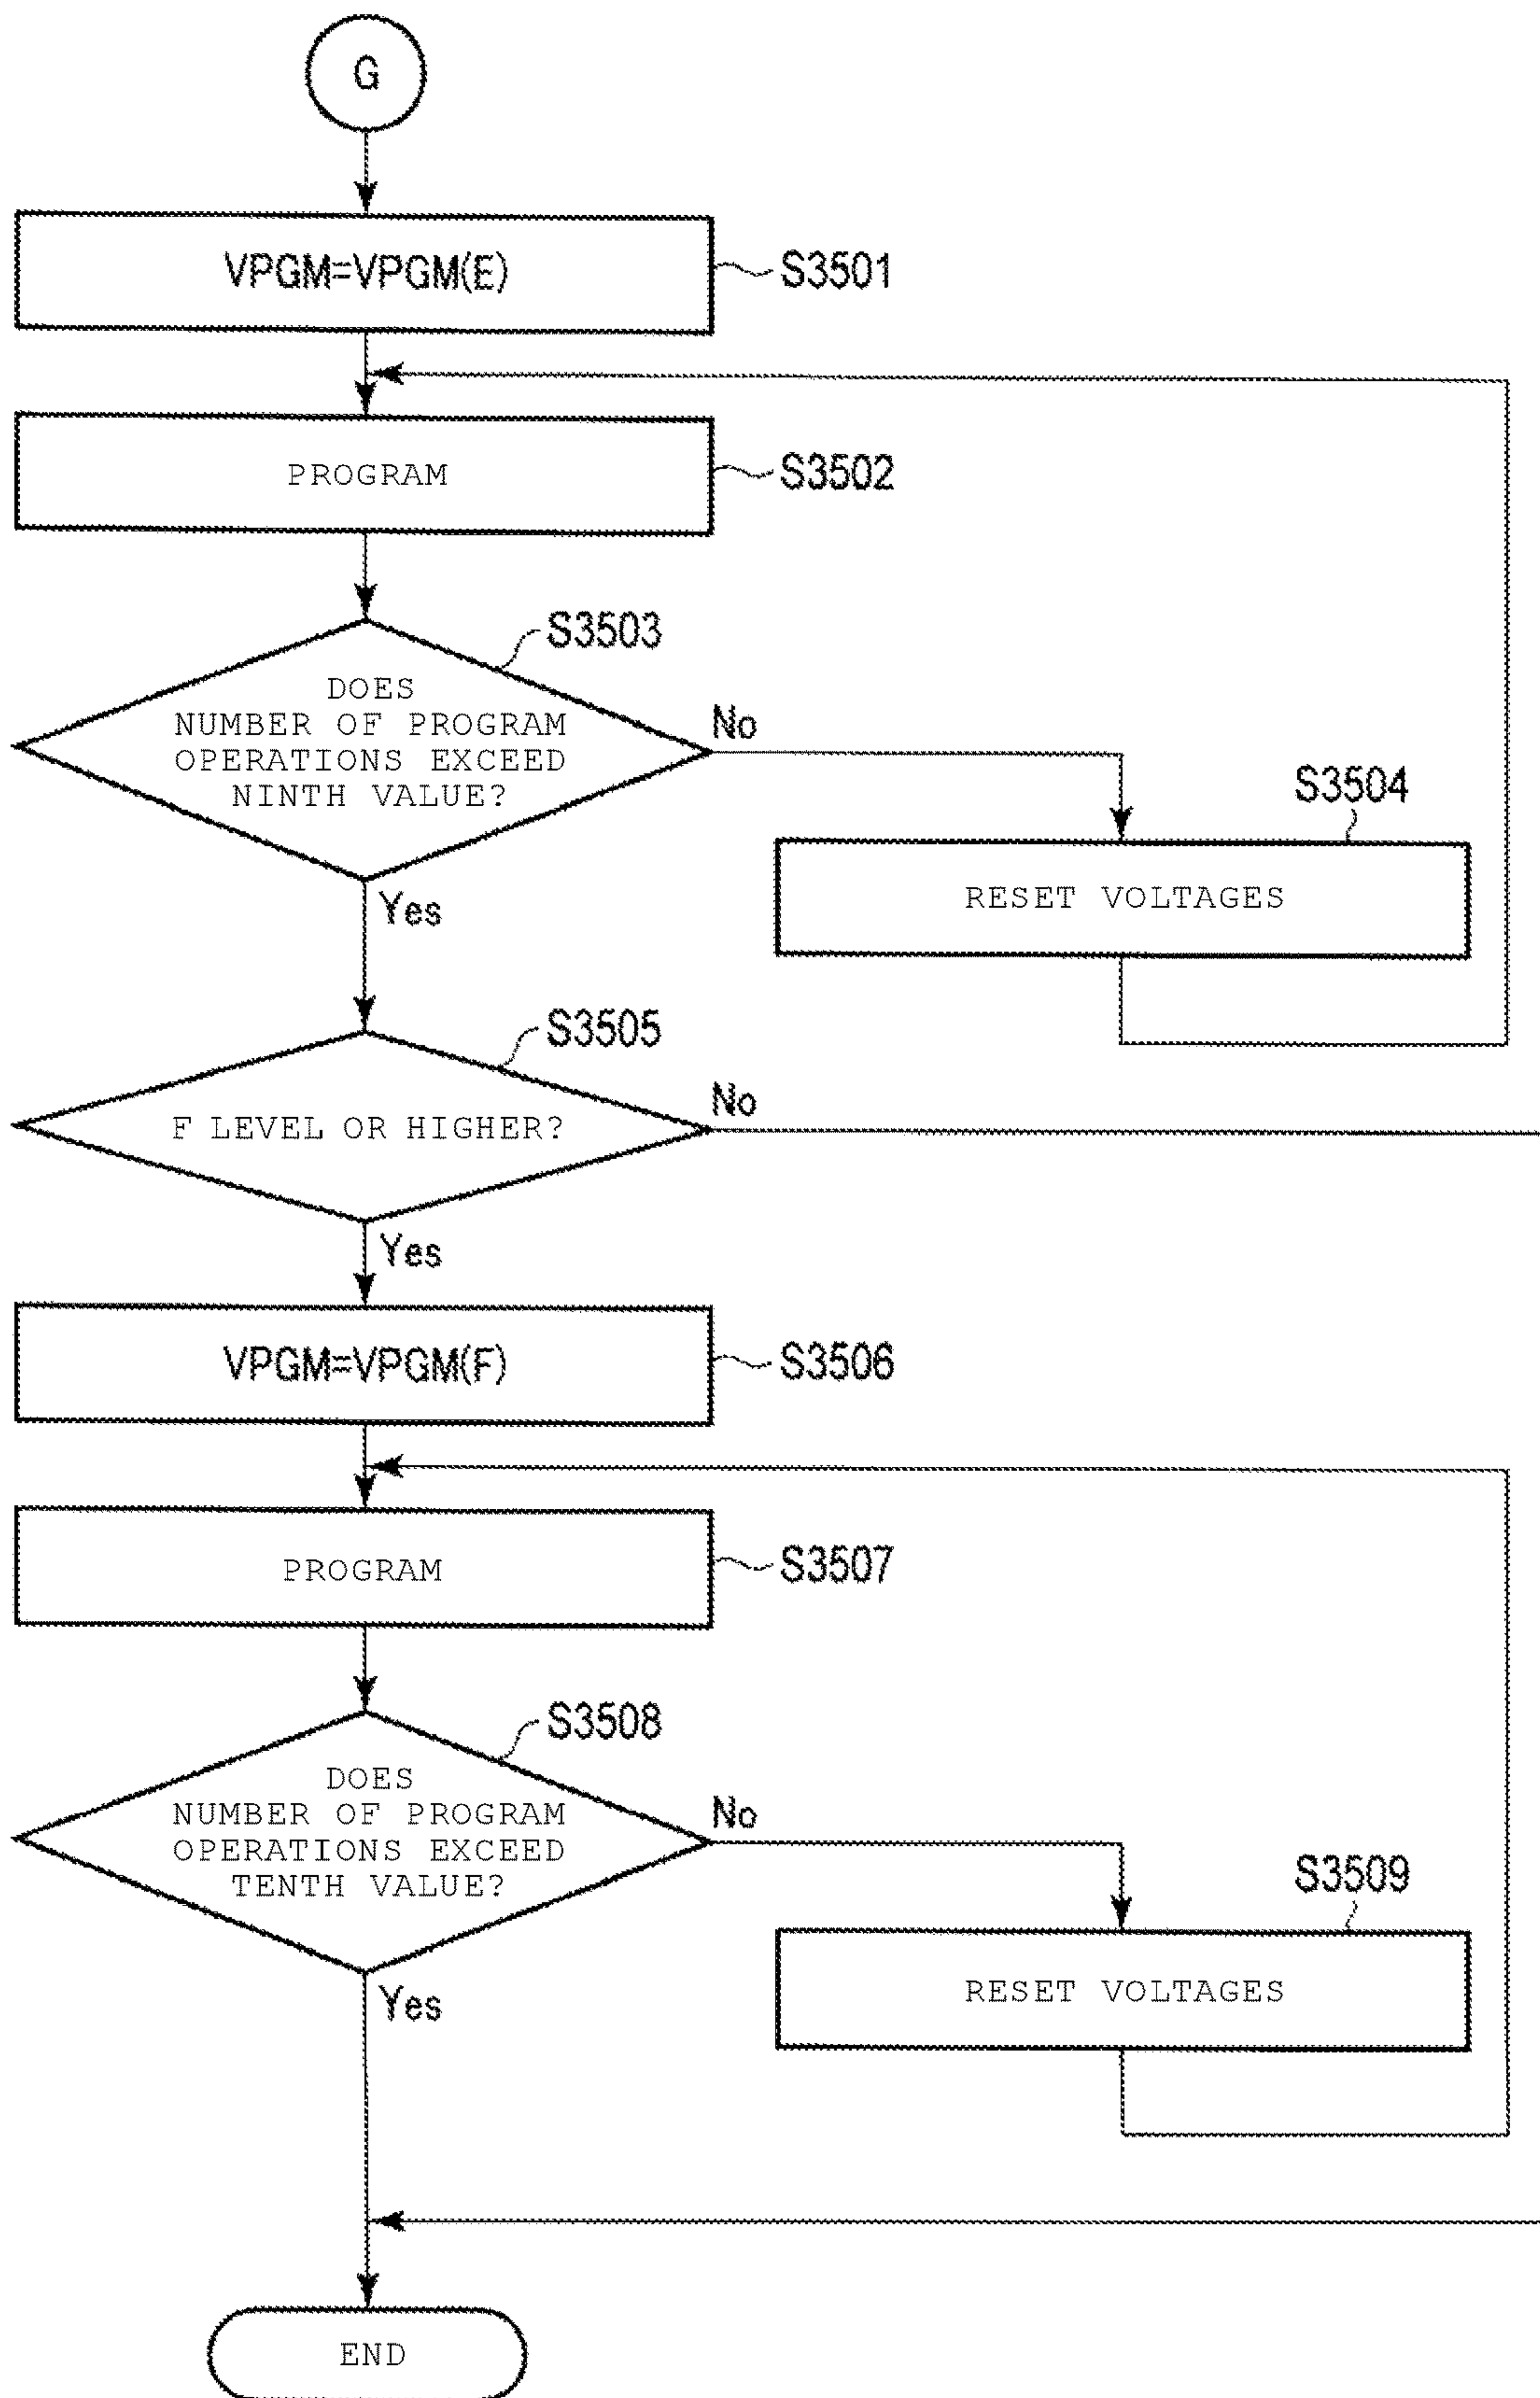 G
VPGM=VPGM(E)
S3501
PROGRAM
S3502
S3503
DOES
NUMBER OF PROGRAM
OPERATIONS EXCEED
NINTH VALUE?
No
S3504
RESET VOLTAGES
Yes
S3505
F LEVEL OR HIGHER?
No
Yes
VPGM=VPGM(F)
S3506
PROGRAM
S3507
S3508
DOES
NUMBER OF PROGRAM
OPERATIONS EXCEED
TENTH VALUE?
No
S3509
RESET VOLTAGES
Yes
END